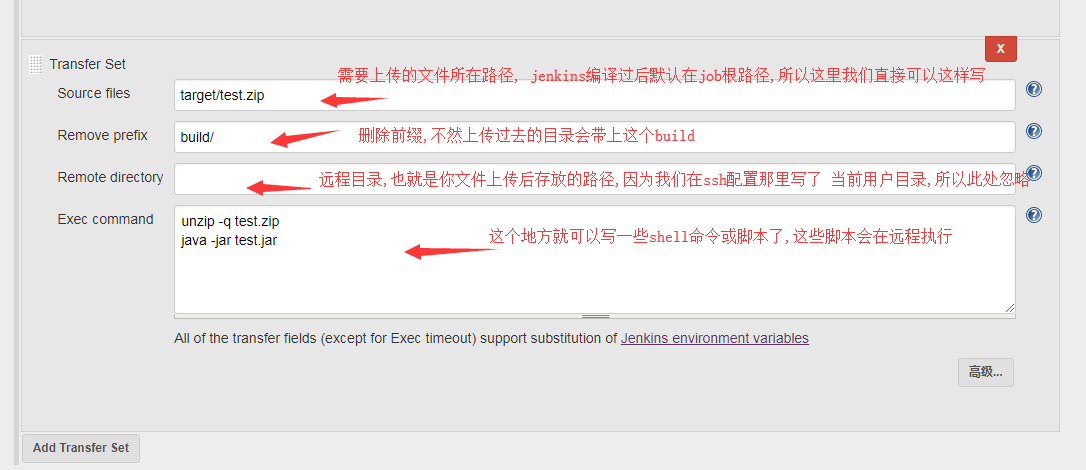 X
Transfer Set
需要上传的文件所在路径, jenkins编译过后默认在job根路径,所以这里我们直接可以这样写
Source files
target/test.zip
Remove prefix
build/
删除前缀,不然上传过去的目录会带上这个build
Remote directory
远程目录,也就是你文件上传后存放的路径,因为我们在ssh配置那里写了 当前用户目录,所以此处忽略
Exec command
unzip -q test.zip
java -jar test.jar
这个地方就可以写一些shell命令或脚本了,这些脚本会在远程执行
All of the transfer fields (except for Exec timeout) support substitution of Jenkins environment variables
高级...
Add Transfer Set